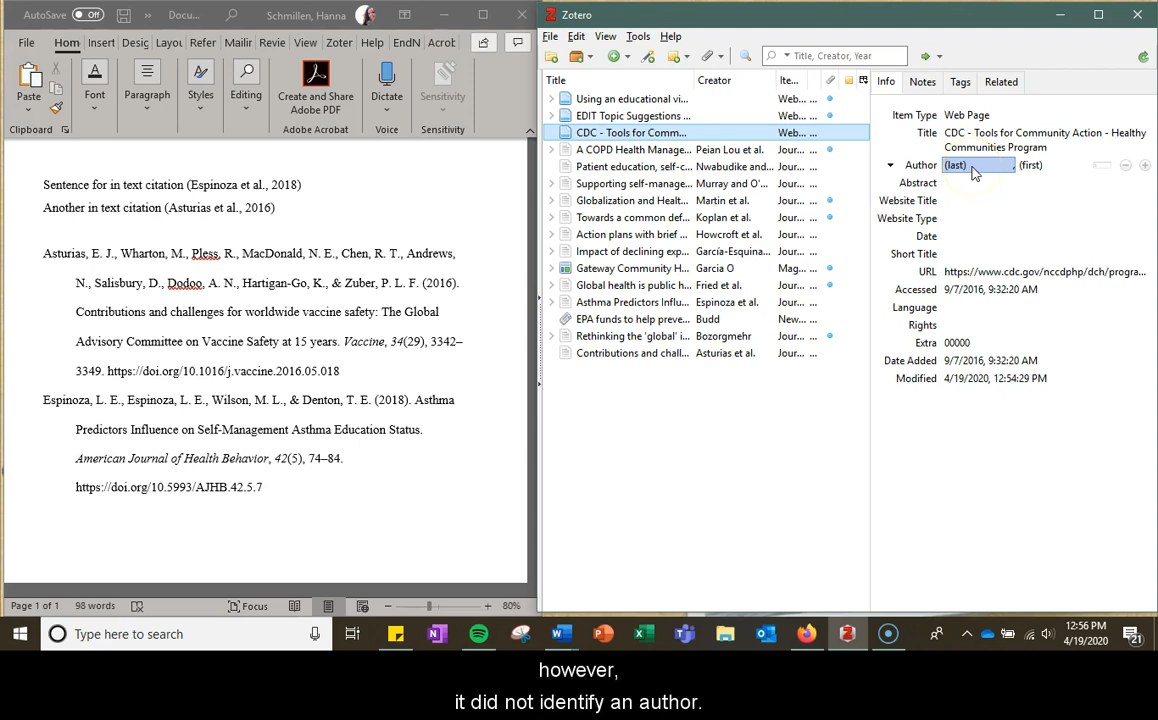 AutoSave Off » Docu... Schmillen, Hanna
File Hom Insert Desig Layou Refer Mailin Revie View Zoter Help EndN Acrob
Paste Font Paragraph Styles Editing Create and Share Adobe PDF Dictate Sensitivity
Clipboard Adobe Acrobat Voice Sensitivity
Sentence for in text citation (Espinoza et al., 2018)
Another in text citation (Asturias et al., 2016)
Asturias, E. J., Wharton, M., Pless, R., MacDonald, N. E., Chen, R. T., Andrews,
N., Salisbury, D., Dodoo, A. N., Hartigan-Go, K., & Zuber, P. L. F. (2016).
Contributions and challenges for worldwide vaccine safety: The Global
Advisory Committee on Vaccine Safety at 15 years. Vaccine, 34(29), 3342–
3349. https://doi.org/10.1016/j.vaccine.2016.05.018
Espinoza, L. E., Espinoza, L. E., Wilson, M. L., & Denton, T. E. (2018). Asthma
Predictors Influence on Self-Management Asthma Education Status.
American Journal of Health Behavior, 42(5), 74–84.
https://doi.org/10.5993/AJHB.42.5.7
Page 1 of 1 98 words Focus 80%
Zotero
File Edit View Tools Help
Title, Creator, Year
Title Creator Ite...
Using an educational vi... Web... ...
EDIT Topic Suggestions ... Web... ...
CDC - Tools for Comm... Web... ...
A COPD Health Manage... Peian Lou et al. Jour... ...
Patient education, self-c... Nwabudike and... Jour... ...
Supporting self-manage... Murray and O'... Jour... ...
Globalization and Healt... Martin et al. Jour... ...
Towards a common def... Koplan et al. Jour... ...
Action plans with brief ... Howcroft et al. Jour... ...
Impact of declining exp... García-Esquina... Jour... ...
Gateway Community H... Garcia O Mag... ...
Global health is public h... Fried et al. Jour... ...
Asthma Predictors Influ... Espinoza et al. Jour... ...
EPA funds to help preve... Budd New... ...
Rethinking the 'global' i... Bozorgmehr Jour... ...
Contributions and chall... Asturias et al. Jour... ...
Info Notes Tags Related
Item Type Web Page
Title CDC - Tools for Community Action - Healthy
Communities Program
Author (last) , (first)
Abstract
Website Title
Website Type
Date
Short Title
URL https://www.cdc.gov/nccdphp/dch/progra...
Accessed 9/7/2016, 9:32:20 AM
Language
Rights
Extra 00000
Date Added 9/7/2016, 9:32:20 AM
Modified 4/19/2020, 12:54:29 PM
Type here to search
12:56 PM
4/19/2020
21
however,
it did not identify an author.